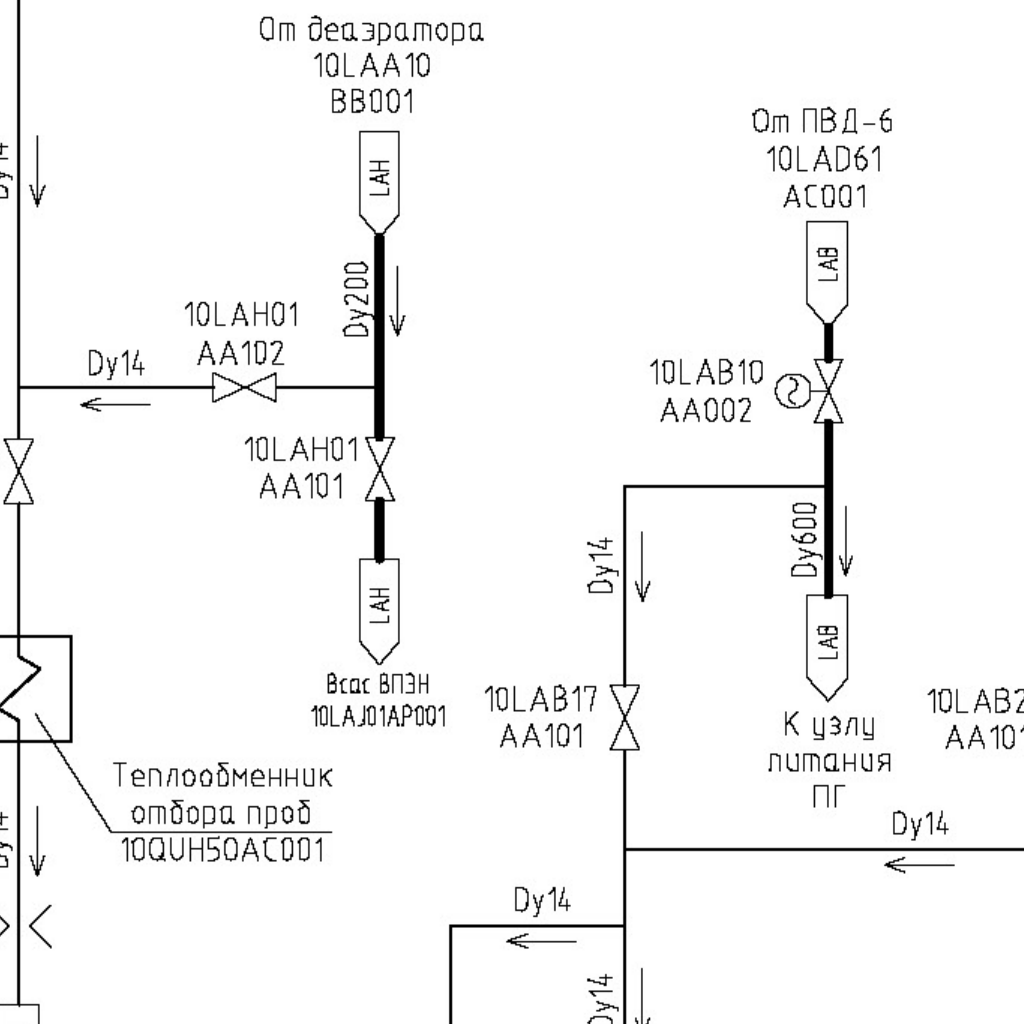 От деаэратора
10LAA10
BB001
LAH
Dy200
Dy14
10LAH01
AA102
Dy14
10LAH01
AA101
LAH
Всас ВПЭН
10LAJ01AP001
Теплообменник
отбора проб
10QUH50AC001
Dy14
От ПВД-6
10LAD61
AC001
LAB
10LAB10
AA002
Dy600
Dy14
LAB
10LAB17
AA101
К узлу
питания
ПГ
Dy14
Dy14
Dy14